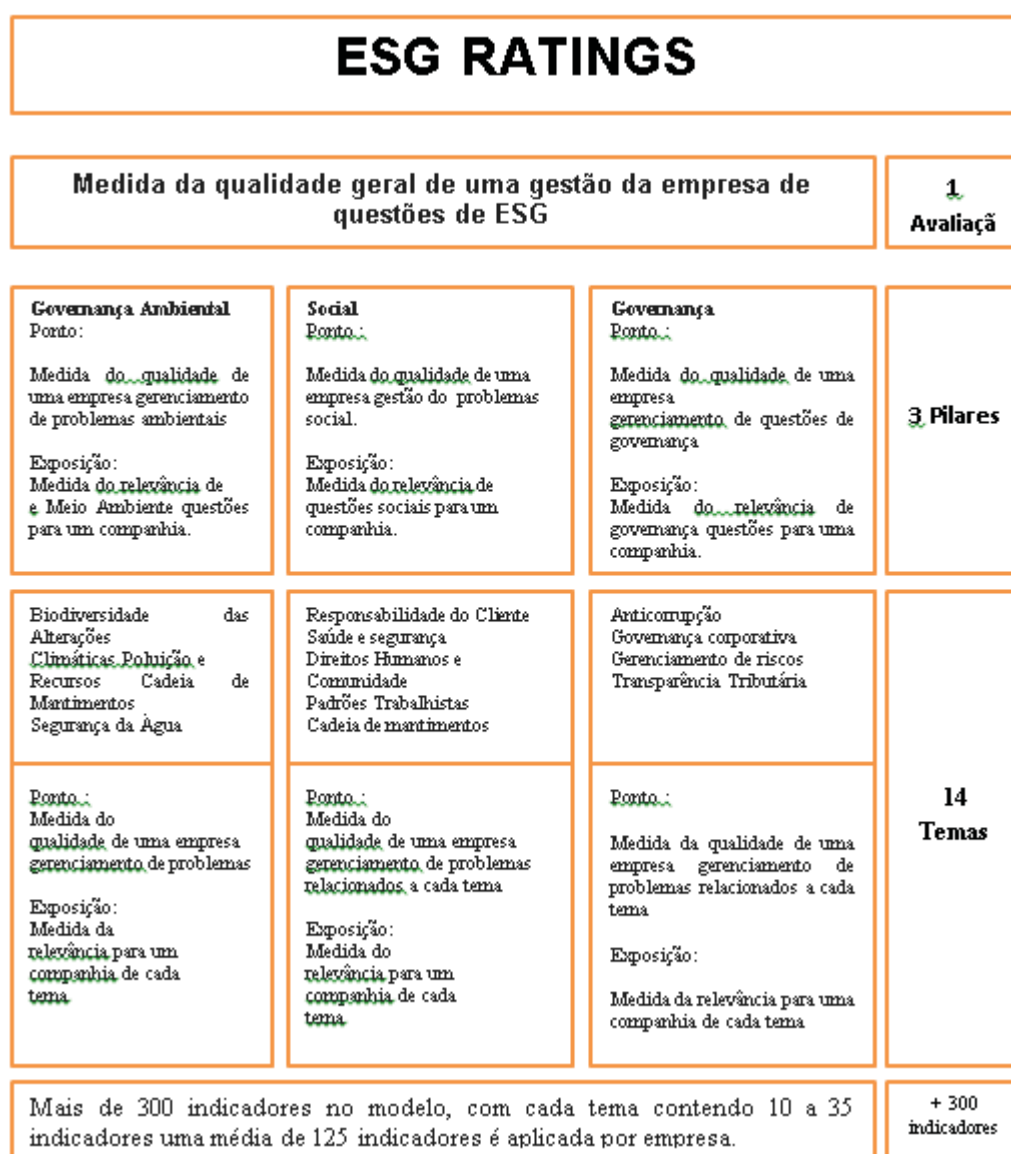 ESG RATINGS
Medida da qualidade geral de uma gestão da empresa de
questões de ESG
1
Avaliaçã
Governança Ambiental
Ponto:
Medida do qualidade de
uma empresa gerenciamento
de problemas ambientais
Exposição:
Medida do relevância de
e Meio Ambiente questões
para um companhia.
Social
Ponto :
Medida do qualidade de uma
empresa gestão do problemas
social.
Exposição:
Medida do relevância de
questões sociais para um
companhia.
Governança
Ponto :
Medida do qualidade de uma
empresa
gerenciamento de questões de
governança
Exposição:
Medida do relevância de
governança questões para uma
companhia.
3 Pilares
Biodiversidade das
Alterações
Climáticas Poluição e
Recursos Cadeia de
Mantimentos
Segurança da Àgua
Responsabilidade do Cliente
Saúde e segurança
Direitos Humanos e
Comunidade
Padrões Trabalhistas
Cadeia de mantimentos
Anticorrupção
Governança corporativa
Gerenciamento de riscos
Transparência Tributária
Ponto :
Medida do
qualidade de uma empresa
gerenciamento de problemas
Exposição:
Medida da
relevância para um
companhia de cada
tema
Ponto :
Medida do
qualidade de uma empresa
gerenciamento de problemas
relacionados a cada tema
Exposição:
Medida do
relevância para um
companhia de cada
tema
Ponto :
Medida da qualidade de uma
empresa gerenciamento de
problemas relacionados a cada
tema
Exposição:
Medida da relevância para uma
companhia de cada tema
14
Temas
Mais de 300 indicadores no modelo, com cada tema contendo 10 a 35
indicadores uma média de 125 indicadores é aplicada por empresa.
+ 300
indicadores